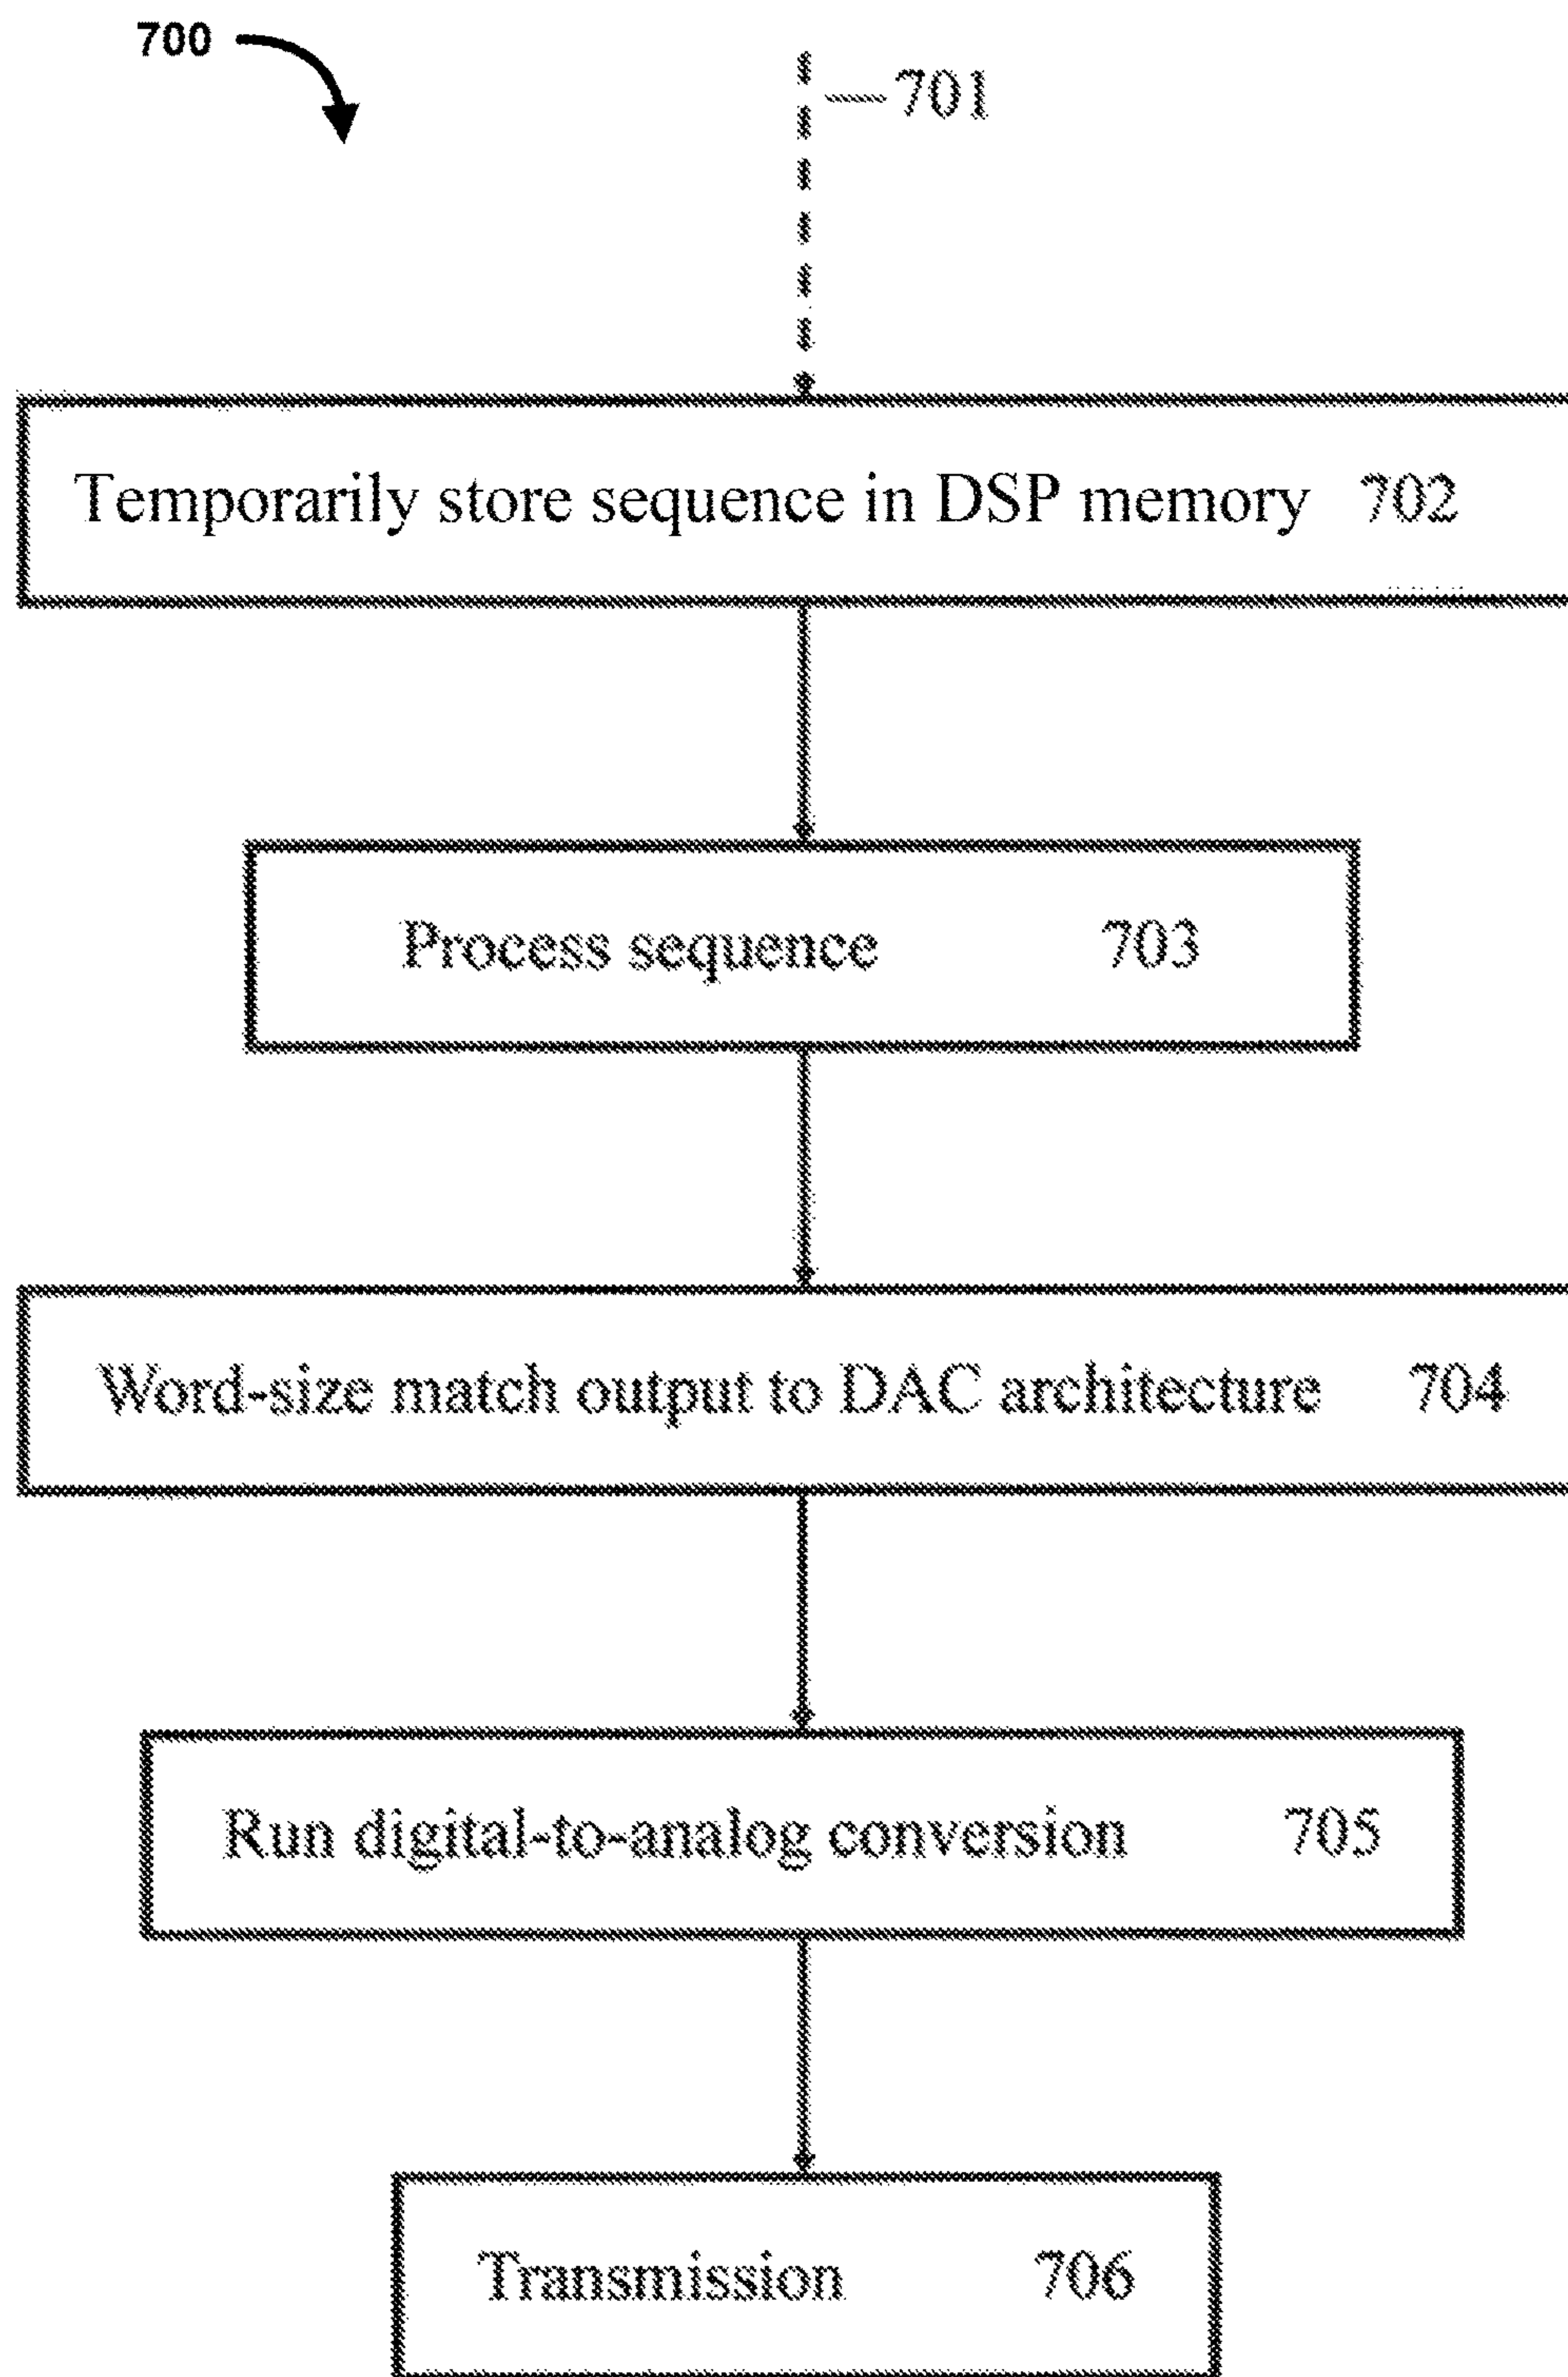 700
701
Temporarily store sequence in DSP memory 702
Process sequence 703
Word-size match output to DAC architecture 704
Run digital-to-analog conversion 705
Transmission 706